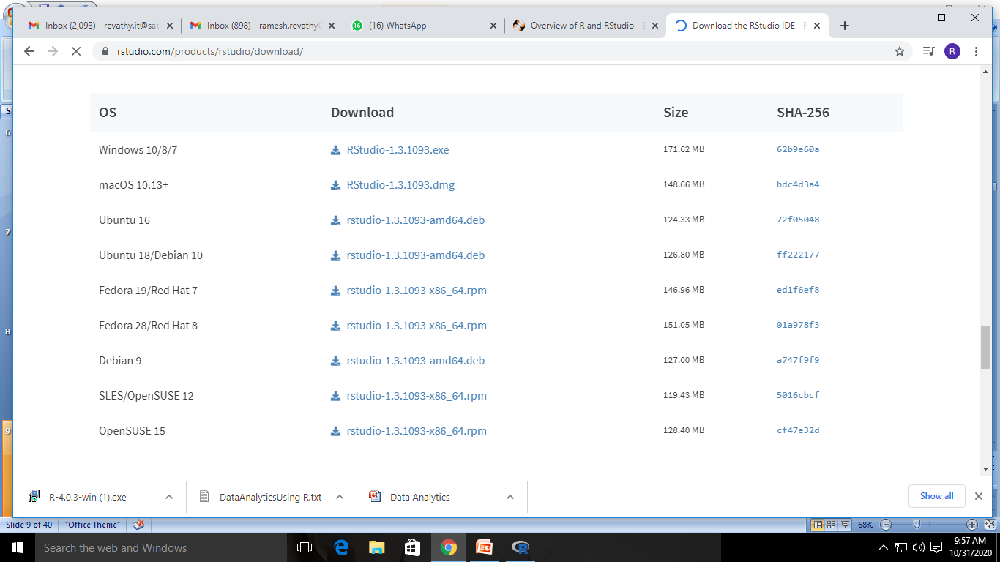 Inbox (2,093) - revathy.it@sat
Inbox (898) - ramesh.revathy@
(16) WhatsApp
Overview of R and RStudio - E
Download the RStudio IDE - R
rstudio.com/products/rstudio/download/
R
OS Download Size SHA-256
Windows 10/8/7 RStudio-1.3.1093.exe 171.62 MB 62b9e60a
macOS 10.13+ RStudio-1.3.1093.dmg 148.66 MB bdc4d3a4
Ubuntu 16 rstudio-1.3.1093-amd64.deb 124.33 MB 72f05048
Ubuntu 18/Debian 10 rstudio-1.3.1093-amd64.deb 126.80 MB ff222177
Fedora 19/Red Hat 7 rstudio-1.3.1093-x86_64.rpm 146.96 MB ed1f6ef8
Fedora 28/Red Hat 8 rstudio-1.3.1093-x86_64.rpm 151.05 MB 01a978f3
Debian 9 rstudio-1.3.1093-amd64.deb 127.00 MB a747f9f9
SLES/OpenSUSE 12 rstudio-1.3.1093-x86_64.rpm 119.43 MB 5016cbcf
OpenSUSE 15 rstudio-1.3.1093-x86_64.rpm 128.40 MB cf47e32d
6
7
8
9
R-4.0.3-win (1).exe
DataAnalyticsUsing R.txt
Data Analytics
Show all
Slide 9 of 40 "Office Theme" 68%
Search the web and Windows
9:57 AM
10/31/2020